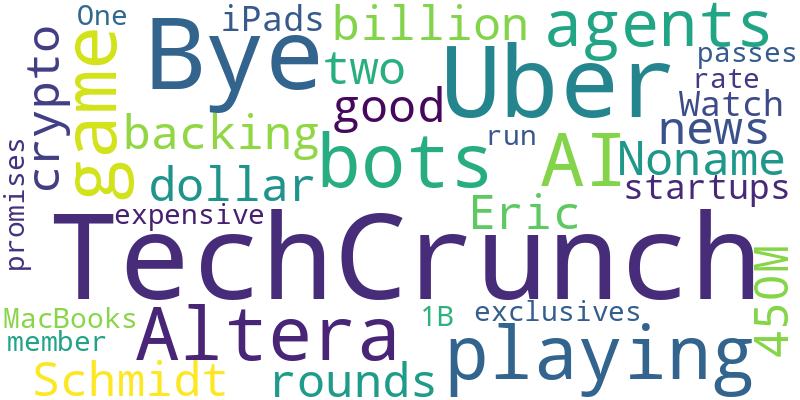 One
iPads
billion
agents
crypto
game
Bye
two
Uber
passes
rate
good
Watch
news
backing
bots
run
AI
Noname
promises
dollar
startups
expensive
Eric
TechCrunch
450M
MacBooks
Altera
1B
exclusives
member
playing
Schmidt
rounds